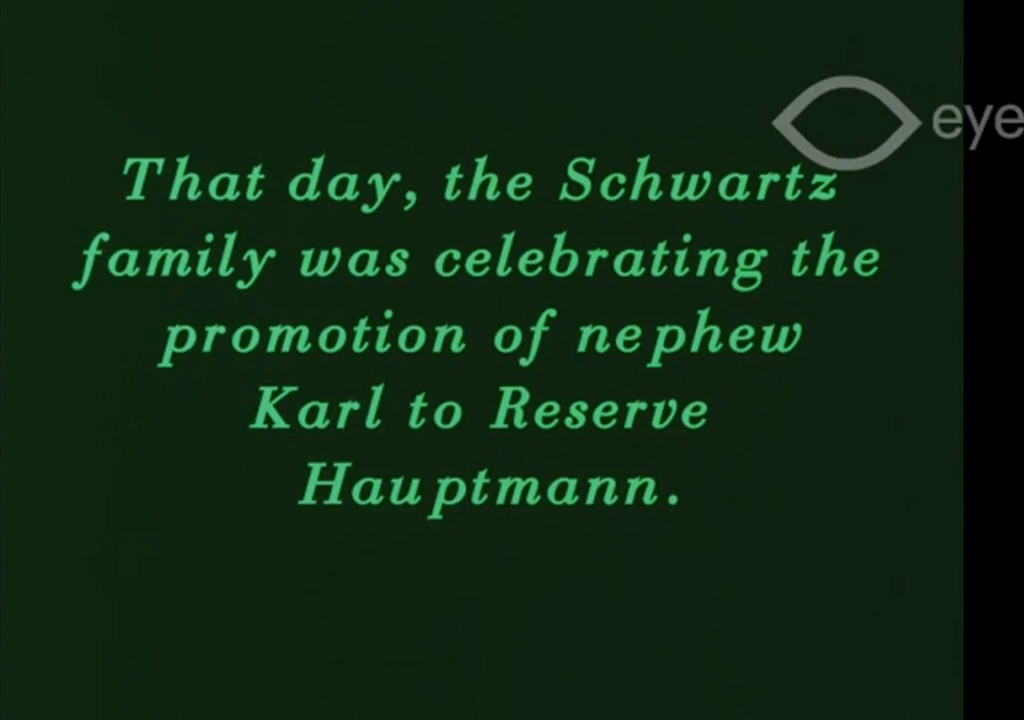 eye
That day, the Schwartz
family was celebrating the
promotion of nephew
Karl to Reserve
Hauptmann.